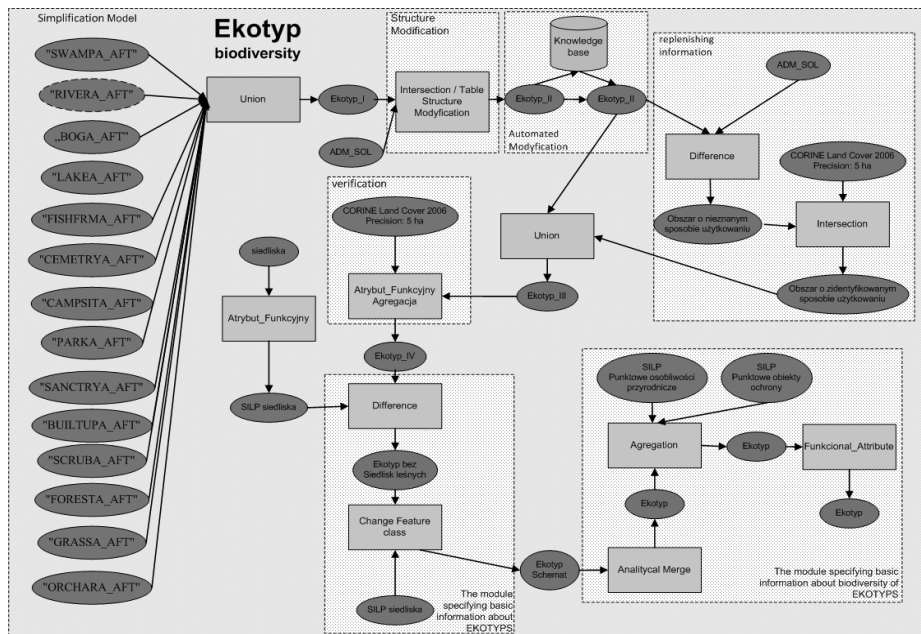 Simplification Model
Ekotyp
biodiversity
"SWAMPA_AFT"
"RIVERA_AFT"
„BOGA_AFT"
"LAKEA_AFT"
"FISHFRMA_AFT"
"CEMETRYA_AFT"
"CAMPSITA_AFT"
"PARKA_AFT"
"SANCTRYA_AFT"
"BUILTUPA_AFT"
"SCRUBA_AFT"
"FORESTA_AFT"
"GRASSA_AFT"
"ORCHARA_AFT"
Union
Ekotyp_I
ADM_SOL
Structure
Modification
Intersection / Table
Structure
Modyfication
Knowledge
base
Ekotyp_II
Ekotyp_II
Automated
Modyfication
replenishing
information
ADM_SOL
Difference
CORINE Land Cover 2006
Precision: 5 ha
Obszar o nieznanym
sposobie użytkowaniu
Intersection
Obszar o zidentyfikowanym
sposobie użytkowaniu
Union
Ekotyp_III
verification
CORINE Land Cover 2006
Precision: 5 ha
Atrybut_Funkcyjny
Agregacja
siedliska
Atrybut_Funkcyjny
SILP siedliska
Ekotyp_IV
Difference
Ekotyp bez
Siedlisk leśnych
Change Feature
class
SILP siedliska
The module
specifying basic
information about
EKOTYPS
Ekotyp
Schemat
SILP
Punktowe osobliwości
przyrodnicze
SILP
Punktowe obiekty
ochrony
Agregation
Ekotyp
Funkcional_Attribute
Ekotyp
Ekotyp
Analitycal Merge
The module specifying basic
information about biodiversity of
EKOTYPS